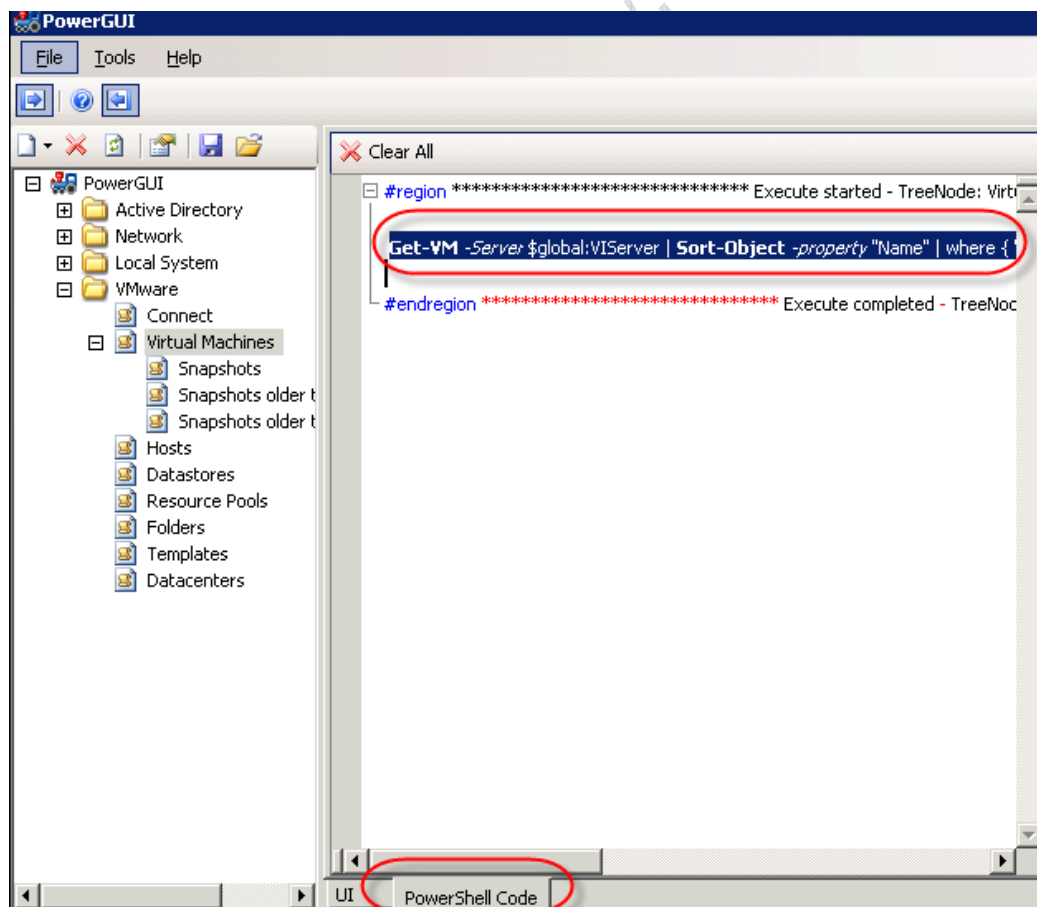 PowerGUI
File Tools Help
Clear All
PowerGUI
Active Directory
Network
Local System
VMware
Connect
Virtual Machines
Snapshots
Snapshots older t
Snapshots older t
Hosts
Datastores
Resource Pools
Folders
Templates
Datacenters
#region ****************************** Execute started - TreeNode: Virt
Get-VM -Server $global:VIServer | Sort-Object -property "Name" | where { "
#endregion ****************************** Execute completed - TreeNod
UI PowerShell Code